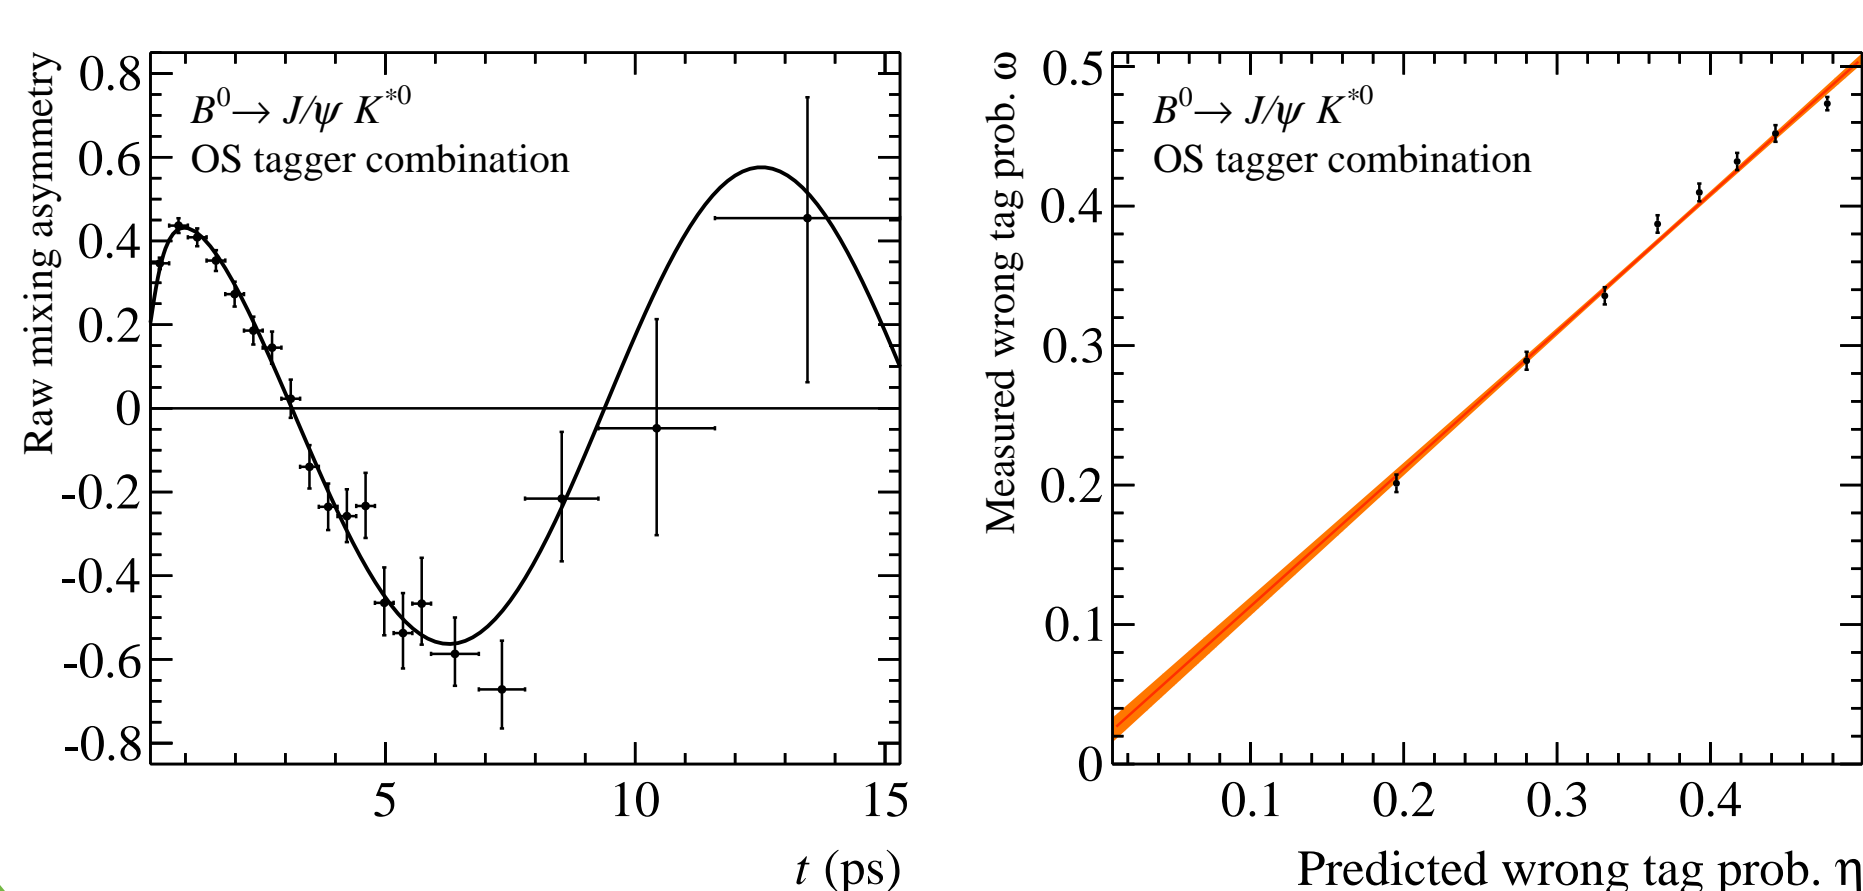 Raw mixing asymmetry
0.8
0.6
0.4
0.2
0
-0.2
-0.4
-0.6
-0.8
B⁰→ J/ψ K*⁰
OS tagger combination
5 10 15
t (ps)
Measured wrong tag prob. ω
0.5
0.4
0.3
0.2
0.1
0
B⁰→ J/ψ K*⁰
OS tagger combination
0.1 0.2 0.3 0.4
Predicted wrong tag prob. η